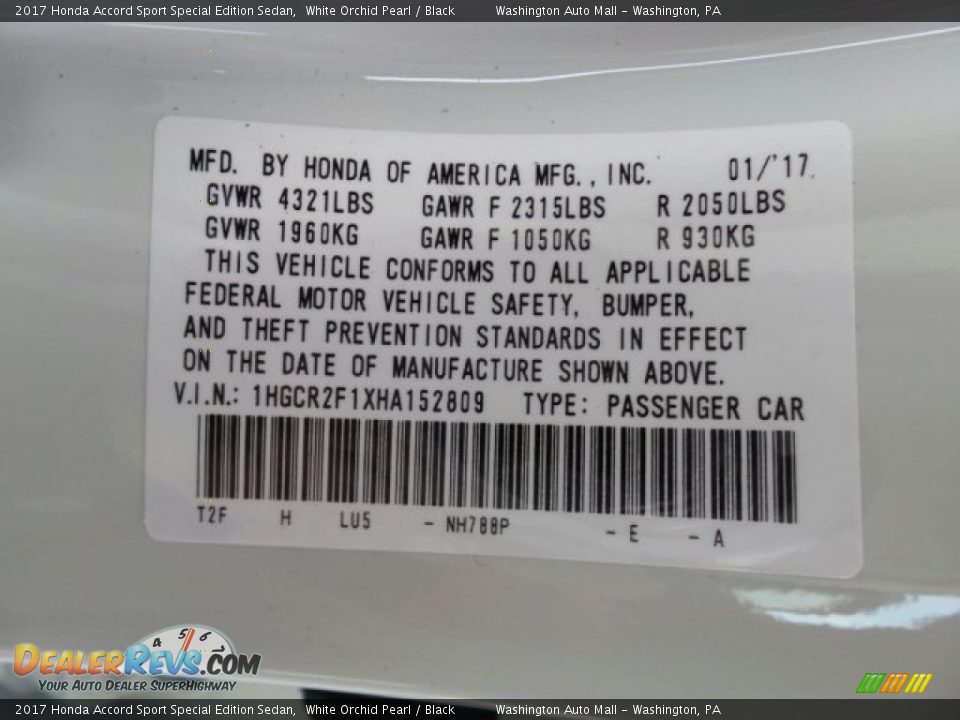 2017 Honda Accord Sport Special Edition Sedan, White Orchid Pearl / Black Washington Auto Mall - Washington, PA
MFD. BY HONDA OF AMERICA MFG., INC. 01/'17
GVWR 4321LBS GAWR F 2315LBS R 2050LBS
GVWR 1960KG GAWR F 1050KG R 930KG
THIS VEHICLE CONFORMS TO ALL APPLICABLE
FEDERAL MOTOR VEHICLE SAFETY, BUMPER,
AND THEFT PREVENTION STANDARDS IN EFFECT
ON THE DATE OF MANUFACTURE SHOWN ABOVE.
V.I.N.: 1HGCR2F1XHA152809 TYPE: PASSENGER CAR
T2F H LU5 - NH788P - E - A
4 5 6
DEALERREVS.COM
YOUR AUTO DEALER SUPERHIGHWAY
2017 Honda Accord Sport Special Edition Sedan, White Orchid Pearl / Black Washington Auto Mall - Washington, PA